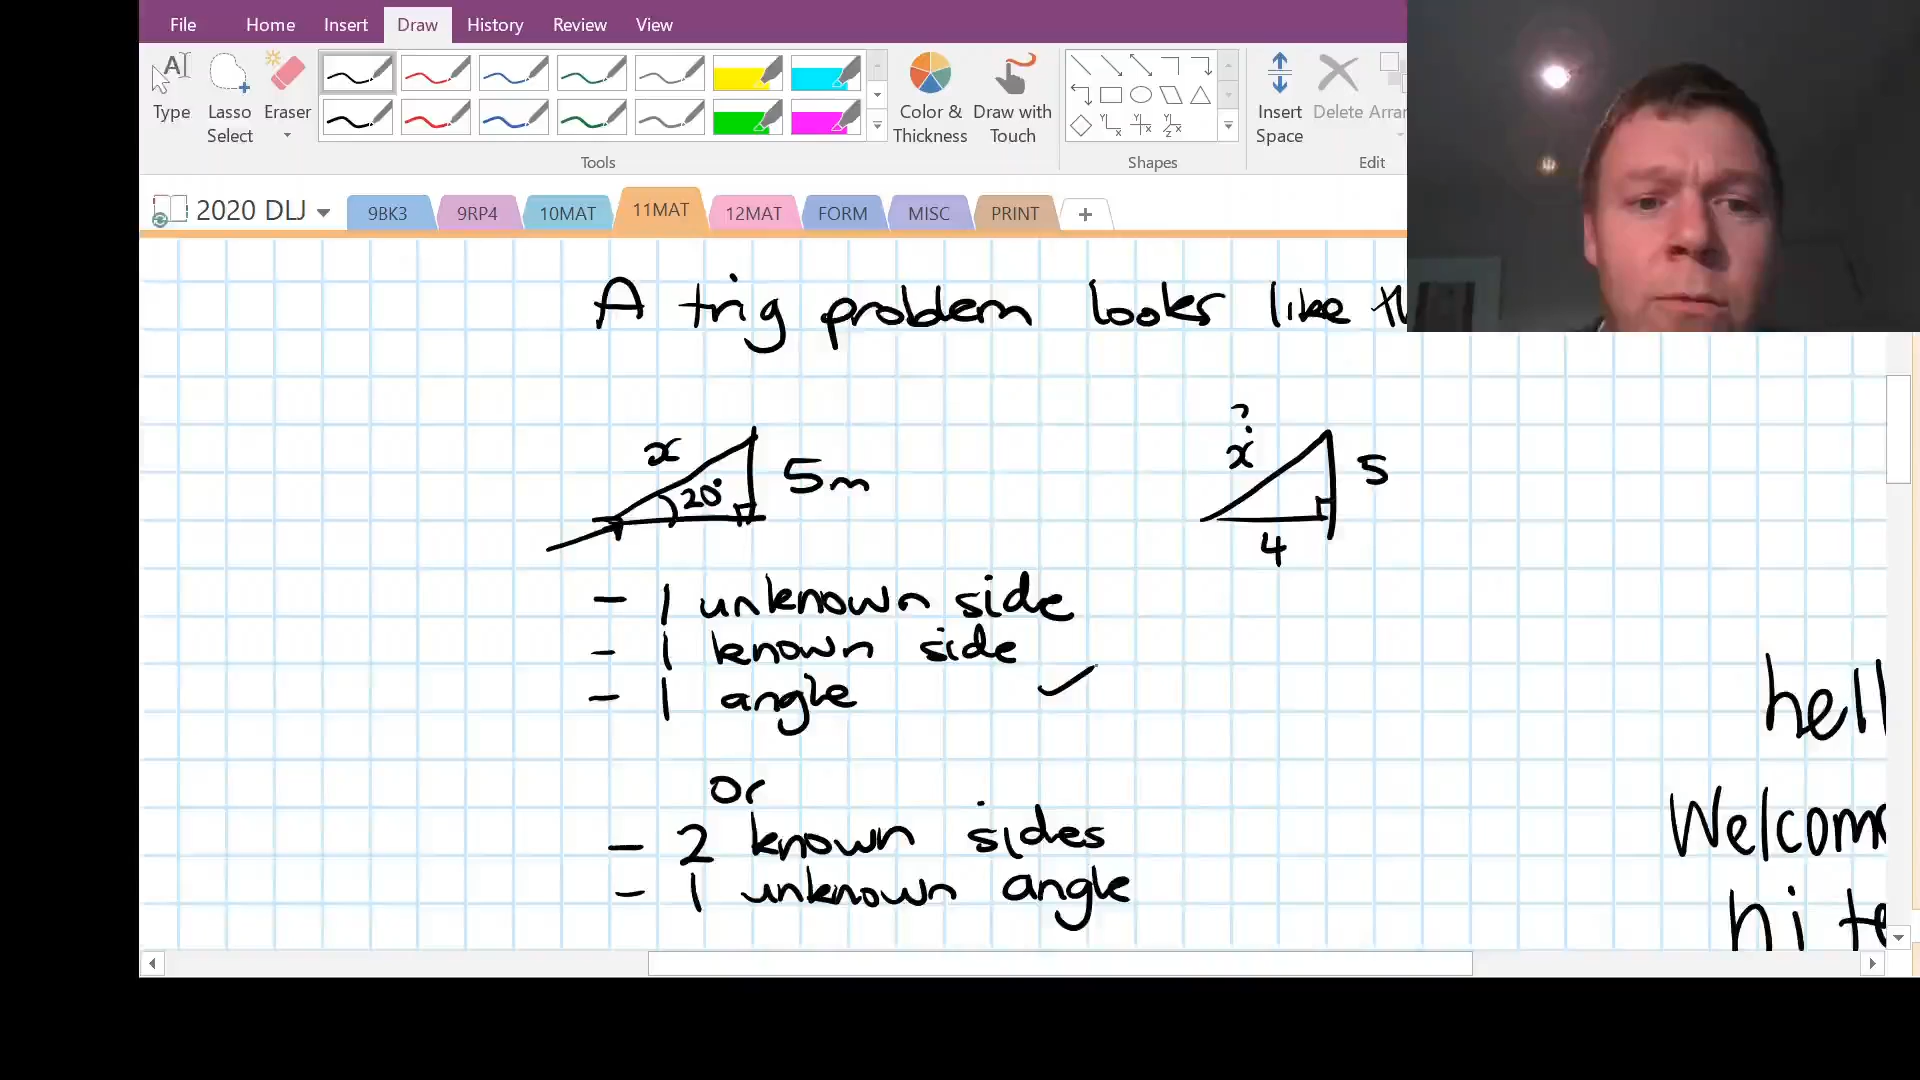 File Home Insert Draw History Review View
Type
Lasso Select
Eraser
Color & Thickness
Draw with Touch
Insert Space
Delete
Arran
Tools
Shapes
Edit
2020 DLJ
9BK3 9RP4 10MAT 11MAT 12MAT FORM MISC PRINT +
A trig problem looks like th
x
20°
5m
?
x
5
4
- 1 unknown side
- 1 known side
- 1 angle ✓
or
- 2 known sides
- 1 unknown angle
hell
Welcome
hi te